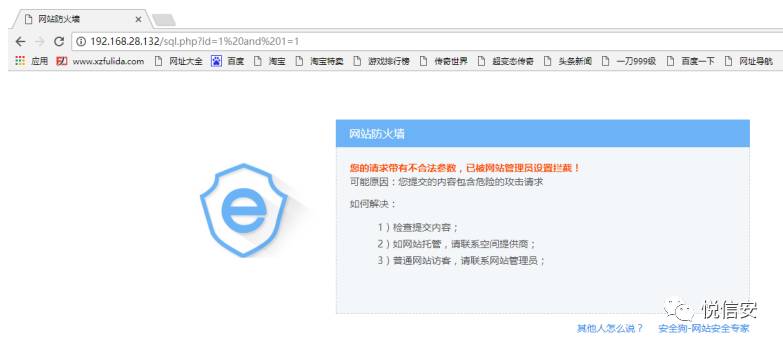 网站防火墙
192.168.28.132/sql.php?id=1%20and%201=1
应用 www.xzfulida.com 网址大全 百度 淘宝 淘宝特卖 游戏排行榜 传奇世界 超变态传奇 头条新闻 一刀999级 百度一下 网址导航
网站防火墙
您的请求带有不合法参数，已被网站管理员设置拦截！
可能原因：您提交的内容包含危险的攻击请求
如何解决：
1）检查提交内容；
2）如网站托管，请联系空间提供商；
3）普通网站访客，请联系网站管理员；
悦信安
其他人怎么说？ 安全狗-网站安全专家